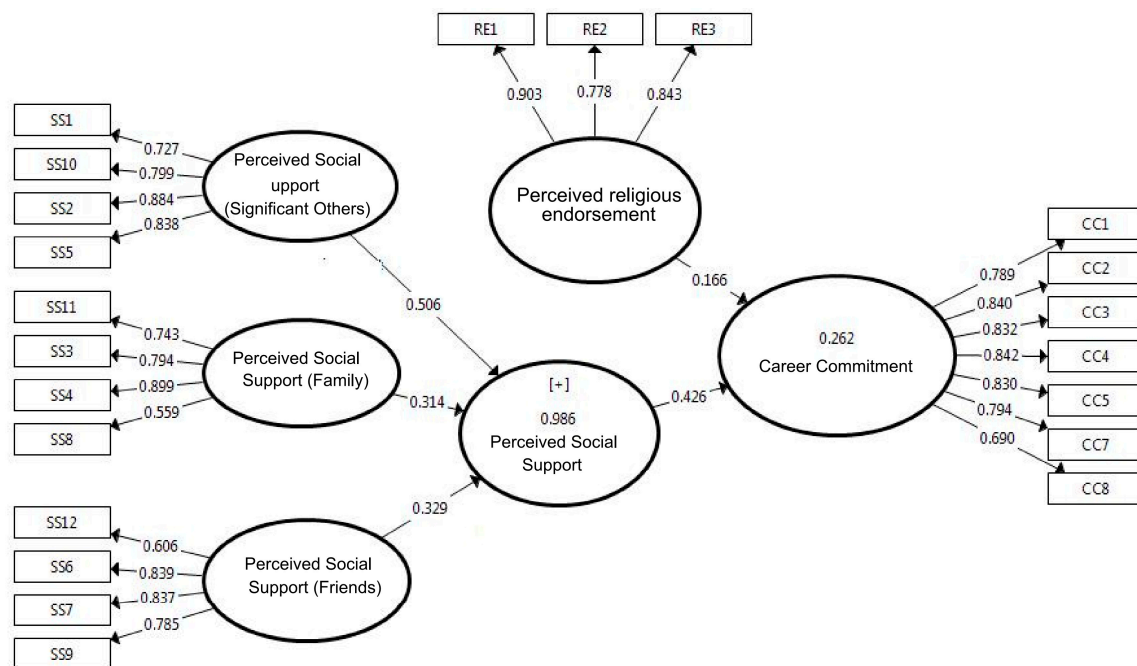 RE1
RE2
RE3
0.903
0.778
0.843
SS1
SS10
SS2
SS5
0.727
0.799
0.884
0.838
Perceived Social
upport
(Significant Others)
Perceived religious
endorsement
0.506
0.166
SS11
SS3
SS4
SS8
0.743
0.794
0.899
0.559
Perceived Social
Support (Family)
0.314
[+]
0.986
Perceived Social
Support
0.426
0.262
Career Commitment
0.789
0.840
0.832
0.842
0.830
0.794
0.690
CC1
CC2
CC3
CC4
CC5
CC7
CC8
SS12
SS6
SS7
SS9
0.606
0.839
0.837
0.785
Perceived Social
Support (Friends)
0.329